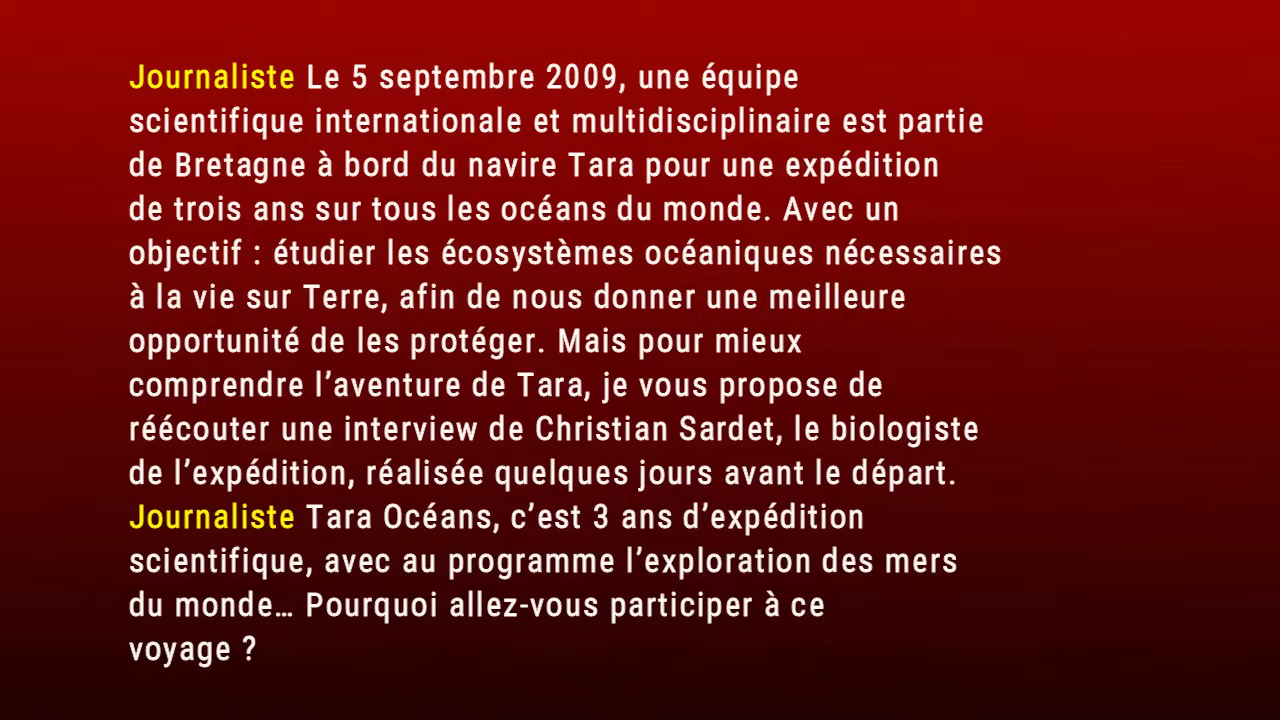 Journaliste Le 5 septembre 2009, une équipe
scientifique internationale et multidisciplinaire est partie
de Bretagne à bord du navire Tara pour une expédition
de trois ans sur tous les océans du monde. Avec un
objectif : étudier les écosystèmes océaniques nécessaires
à la vie sur Terre, afin de nous donner une meilleure
opportunité de les protéger. Mais pour mieux
comprendre l’aventure de Tara, je vous propose de
réécouter une interview de Christian Sardet, le biologiste
de l’expédition, réalisée quelques jours avant le départ.
Journaliste Tara Océans, c’est 3 ans d’expédition
scientifique, avec au programme l’exploration des mers
du monde… Pourquoi allez-vous participer à ce
voyage ?